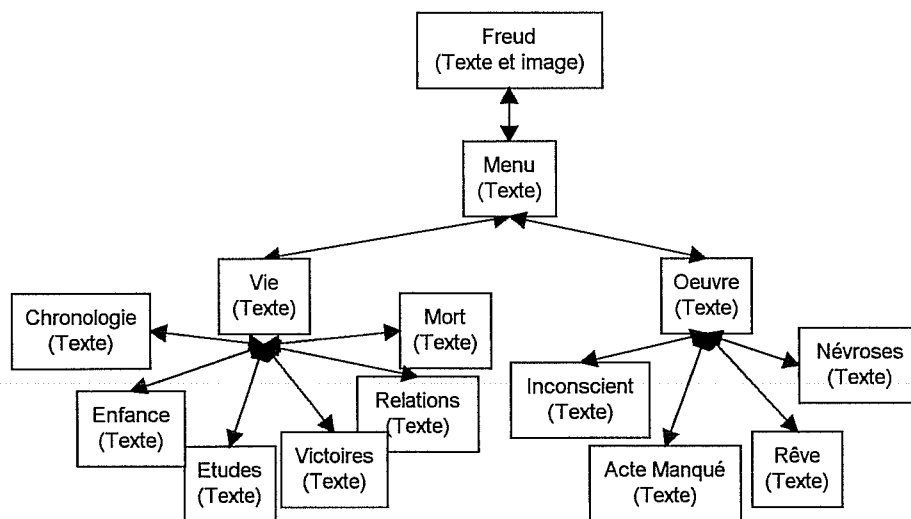 Freud
(Texte et image)
Menu
(Texte)
Vie
(Texte)
Oeuvre
(Texte)
Chronologie
(Texte)
Mort
(Texte)
Enfance
(Texte)
Etudes
(Texte)
Victoires
(Texte)
Relations
(Texte)
Inconscient
(Texte)
Acte Manqué
(Texte)
Rêve
(Texte)
Névroses
(Texte)